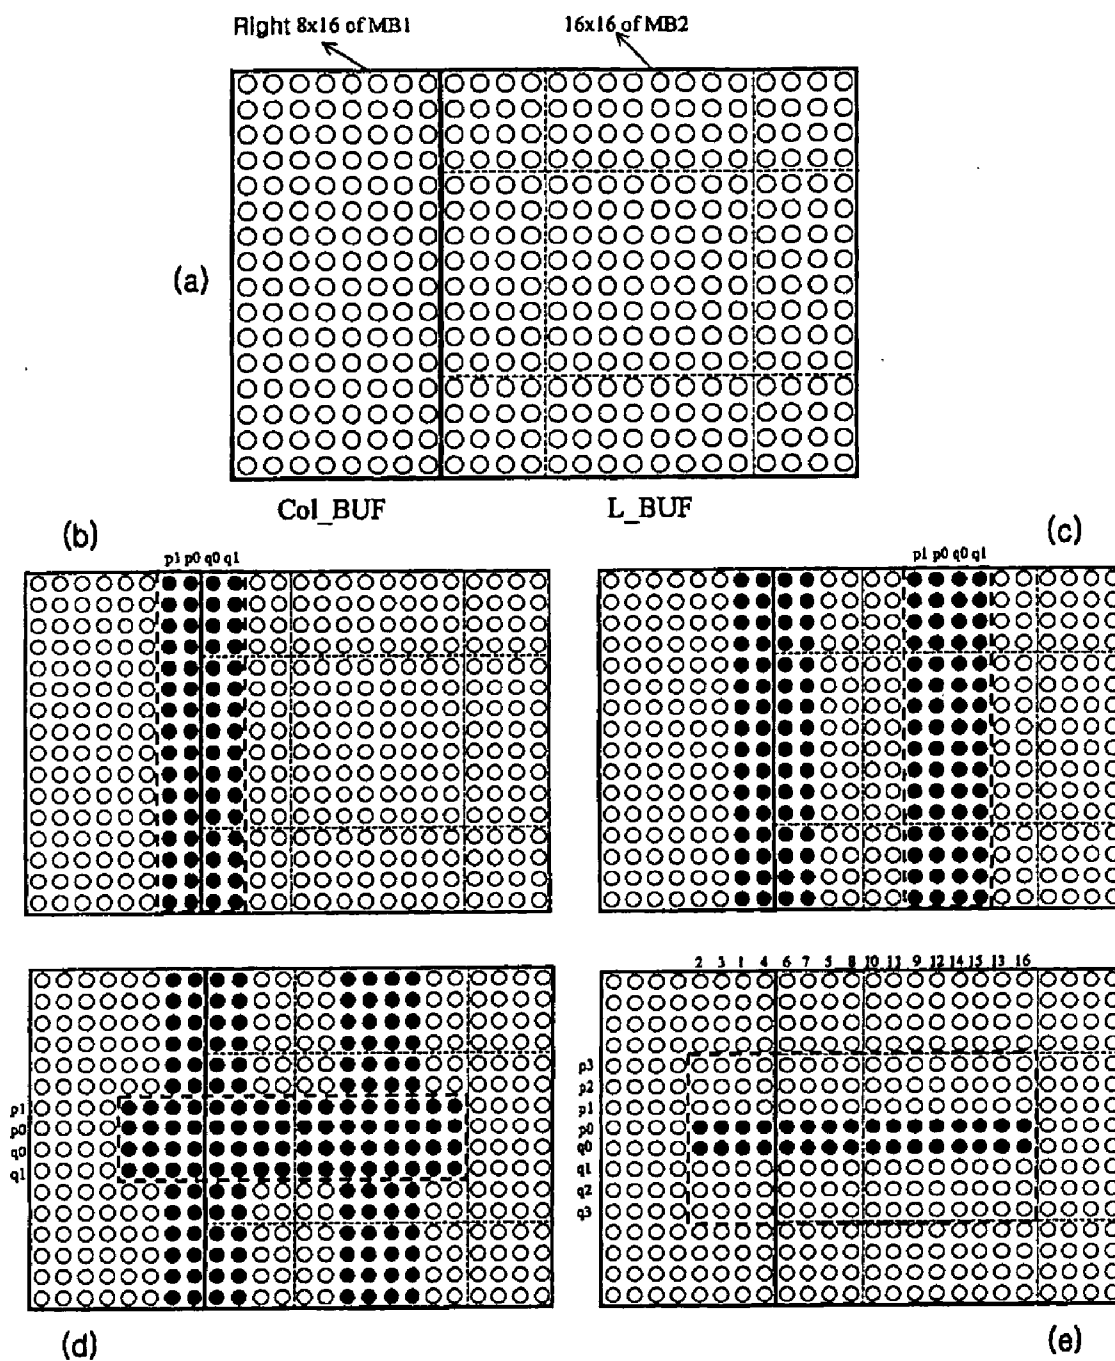 Right 8x16 of MB1 16x16 of MB2
(a)
Col_BUF L_BUF
(b) (c)
p1 p0 q0 q1
p1 p0 q0 q1
2 3 1 4 6 7 5 8 10 11 9 12 14 15 13 16
p1
p0
q0
q1
p3
p2
p1
p0
q0
q1
q2
q3
(d) (e)